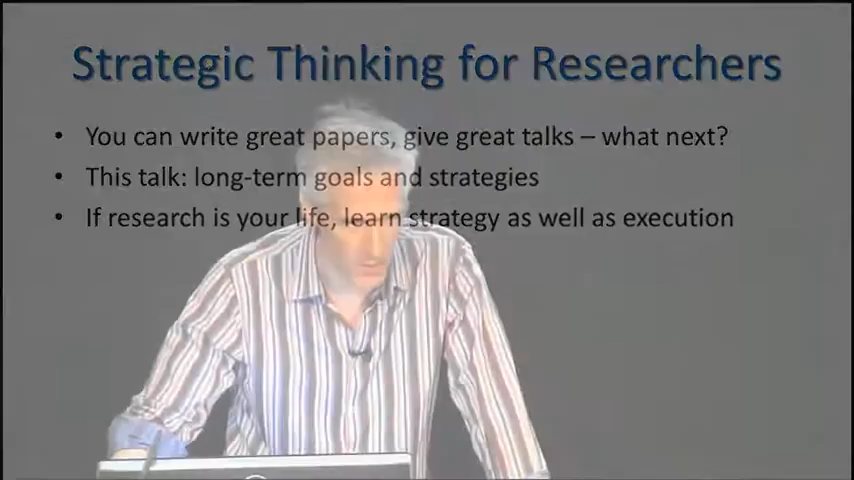 Strategic Thinking for Researchers
• You can write great papers, give great talks – what next?
• This talk: long-term goals and strategies
• If research is your life, learn strategy as well as execution